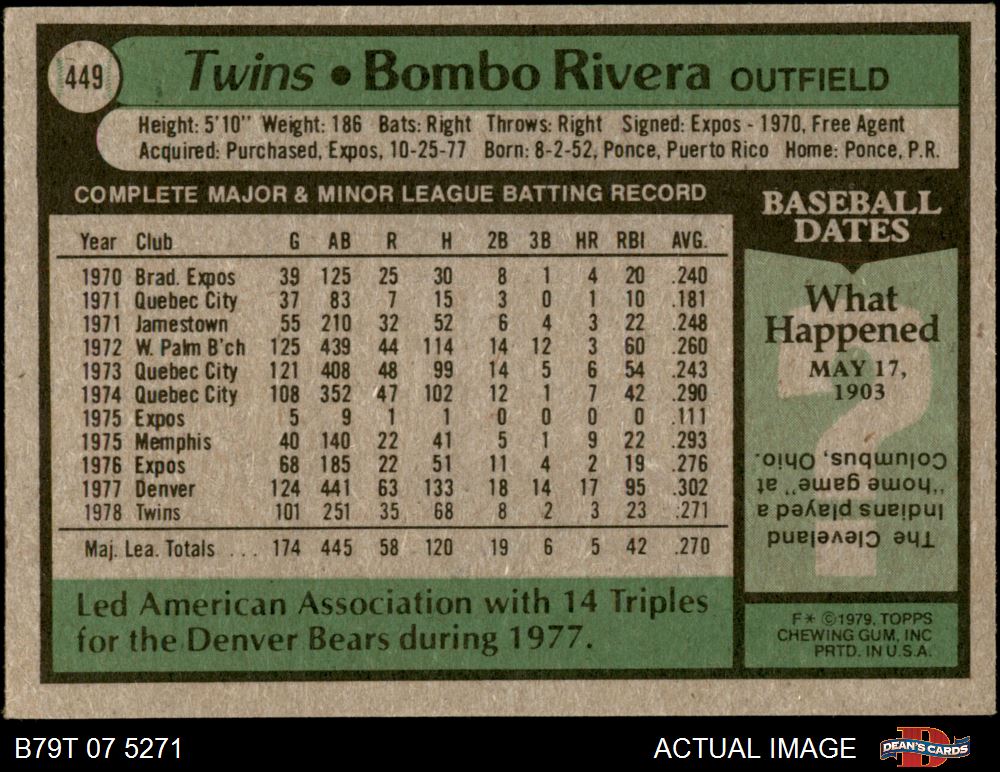 449
Twins • Bombo Rivera OUTFIELD
Height: 5'10" Weight: 186 Bats: Right Throws: Right Signed: Expos - 1970, Free Agent
Acquired: Purchased, Expos, 10-25-77 Born: 8-2-52, Ponce, Puerto Rico Home: Ponce, P.R.
COMPLETE MAJOR & MINOR LEAGUE BATTING RECORD
Year Club G AB R H 2B 3B HR RBI AVG.
1970 Brad. Expos 39 125 25 30 8 1 4 20 .240
1971 Quebec City 37 83 7 15 3 0 1 10 .181
1971 Jamestown 55 210 32 52 6 4 3 22 .248
1972 W. Palm B'ch 125 439 44 114 14 12 3 60 .260
1973 Quebec City 121 408 48 99 14 5 6 54 .243
1974 Quebec City 108 352 47 102 12 1 7 42 .290
1975 Expos 5 9 1 1 0 0 0 0 .111
1975 Memphis 40 140 22 41 5 1 9 22 .293
1976 Expos 68 185 22 51 11 4 2 19 .276
1977 Denver 124 441 63 133 18 14 17 95 .302
1978 Twins 101 251 35 68 8 2 3 23 .271
Maj. Lea. Totals ... 174 445 58 120 19 6 5 42 .270
Led American Association with 14 Triples
for the Denver Bears during 1977.
BASEBALL
DATES
What
Happened
MAY 17,
1903
The Cleveland
Indians played a
"home game" at
Columbus, Ohio.
F* ©1979, TOPPS
CHEWING GUM, INC
PRTD. IN U.S.A.
B79T 07 5271
ACTUAL IMAGE
DEAN'S CARDS